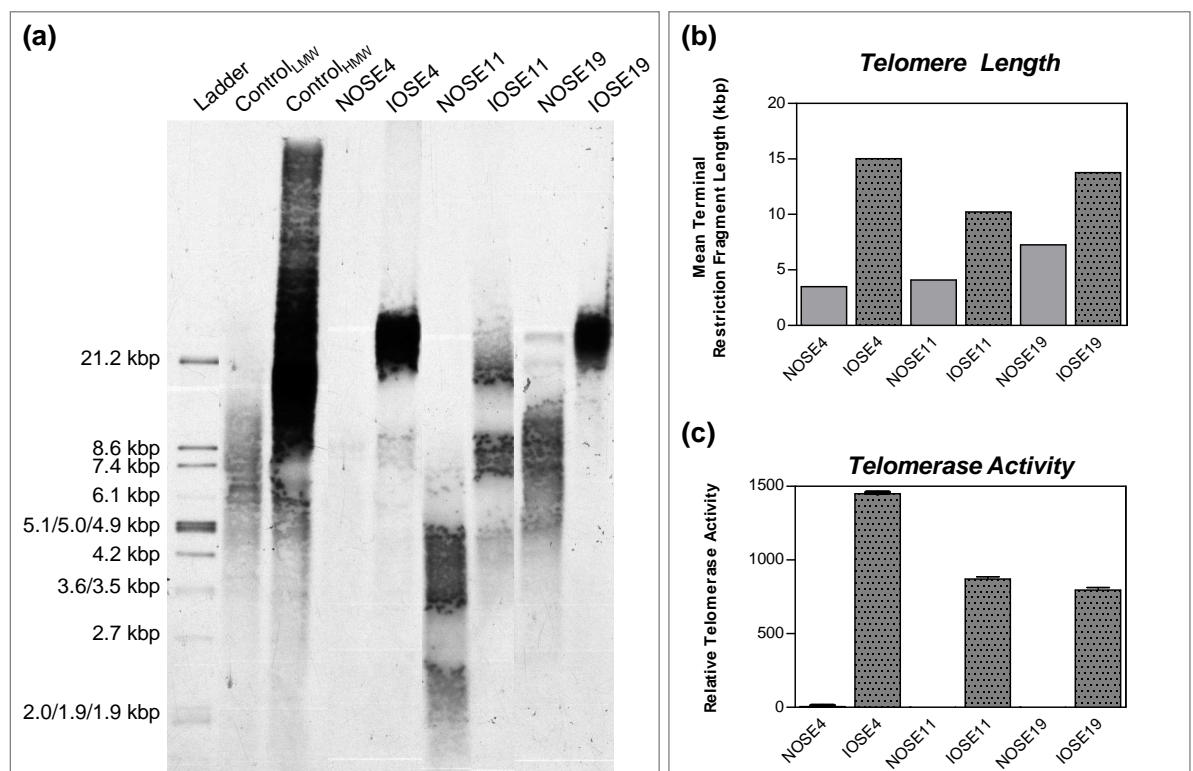 (a)
Ladder
Control LMW
Control HMW
NOSE4
IOSE4
NOSE11
IOSE11
NOSE19
IOSE19
21.2 kbp
8.6 kbp
7.4 kbp
6.1 kbp
5.1/5.0/4.9 kbp
4.2 kbp
3.6/3.5 kbp
2.7 kbp
2.0/1.9/1.9 kbp
(b)
Telomere Length
Mean Terminal
Restriction Fragment Length (kbp)
20
15
10
5
0
NOSE4
IOSE4
NOSE11
IOSE11
NOSE19
IOSE19
(c)
Telomerase Activity
Relative Telomerase Activity
1500
1000
500
0
NOSE4
IOSE4
NOSE11
IOSE11
NOSE19
IOSE19